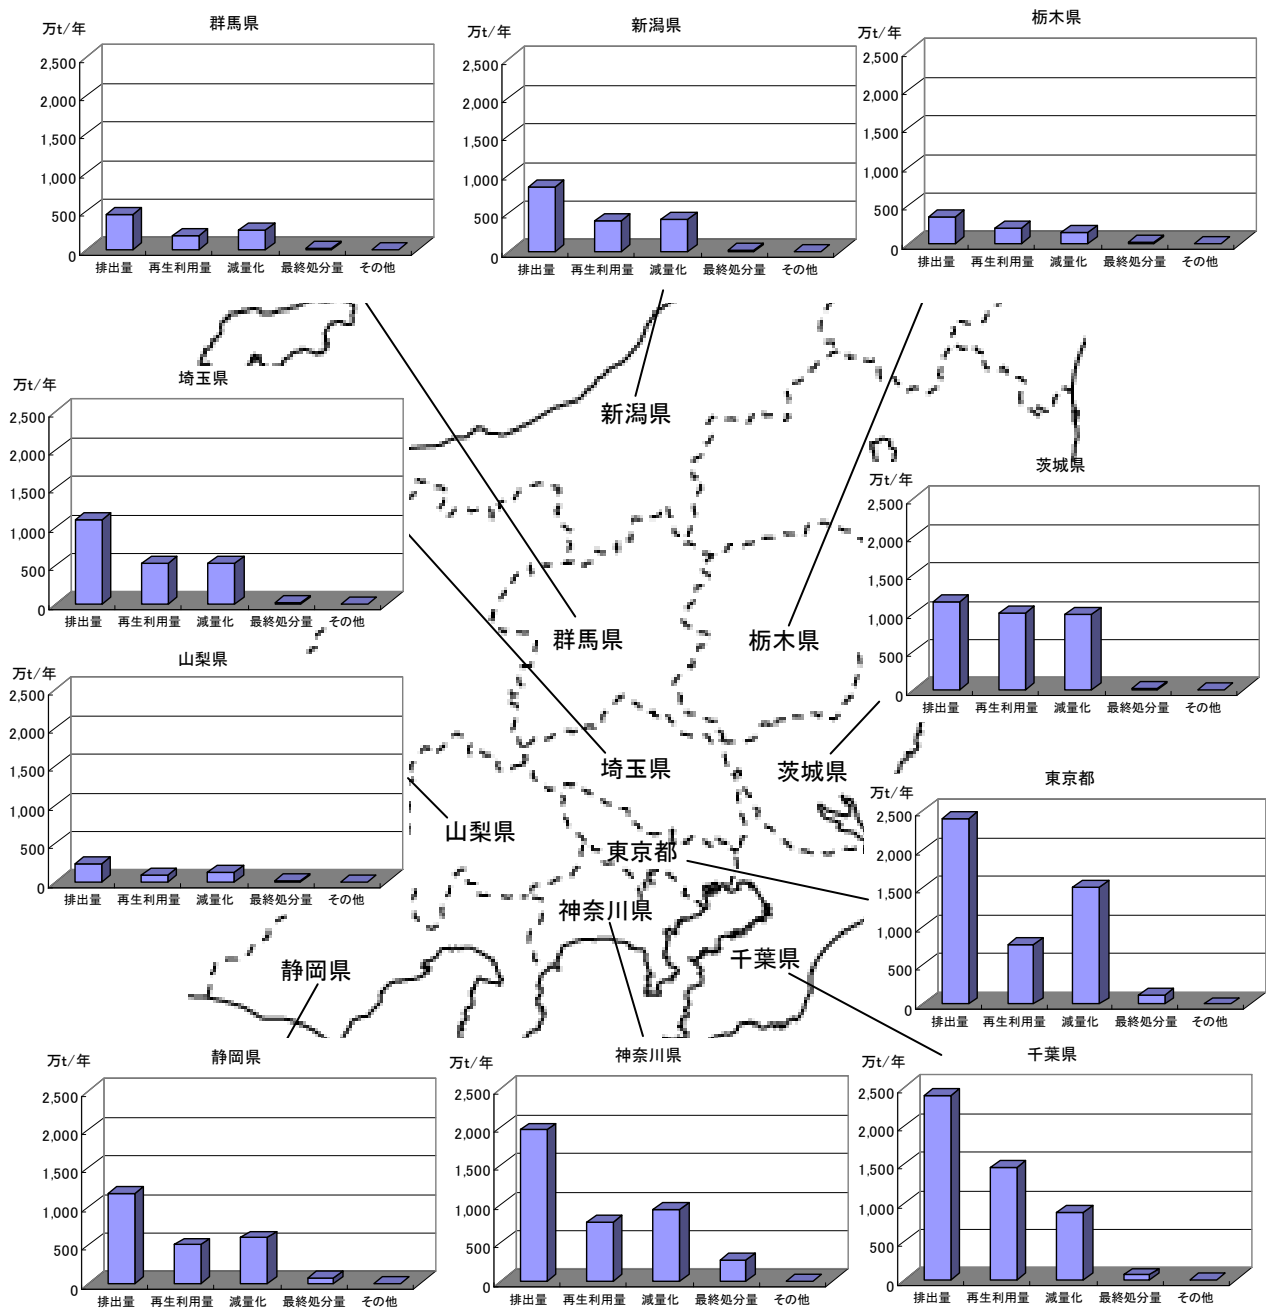 群馬県
万t/年
2,500
2,000
1,500
1,000
500
0
排出量 再生利用量 減量化 最終処分量 その他
新潟県
万t/年
2,500
2,000
1,500
1,000
500
0
排出量 再生利用量 減量化 最終処分量 その他
栃木県
万t/年
2,500
2,000
1,500
1,000
500
0
排出量 再生利用量 減量化 最終処分量 その他
埼玉県
万t/年
2,500
2,000
1,500
1,000
500
0
排出量 再生利用量 減量化 最終処分量 その他
新潟県
茨城県
万t/年
2,500
2,000
1,500
1,000
500
0
排出量 再生利用量 減量化 最終処分量 その他
群馬県
栃木県
山梨県
万t/年
2,500
2,000
1,500
1,000
500
0
排出量 再生利用量 減量化 最終処分量 その他
埼玉県
茨城県
山梨県
東京都
神奈川県
千葉県
静岡県
東京都
万t/年
2,500
2,000
1,500
1,000
500
0
排出量 再生利用量 減量化 最終処分量 その他
静岡県
万t/年
2,500
2,000
1,500
1,000
500
0
排出量 再生利用量 減量化 最終処分量 その他
神奈川県
万t/年
2,500
2,000
1,500
1,000
500
0
排出量 再生利用量 減量化 最終処分量 その他
千葉県
万t/年
2,500
2,000
1,500
1,000
500
0
排出量 再生利用量 減量化 最終処分量 その他